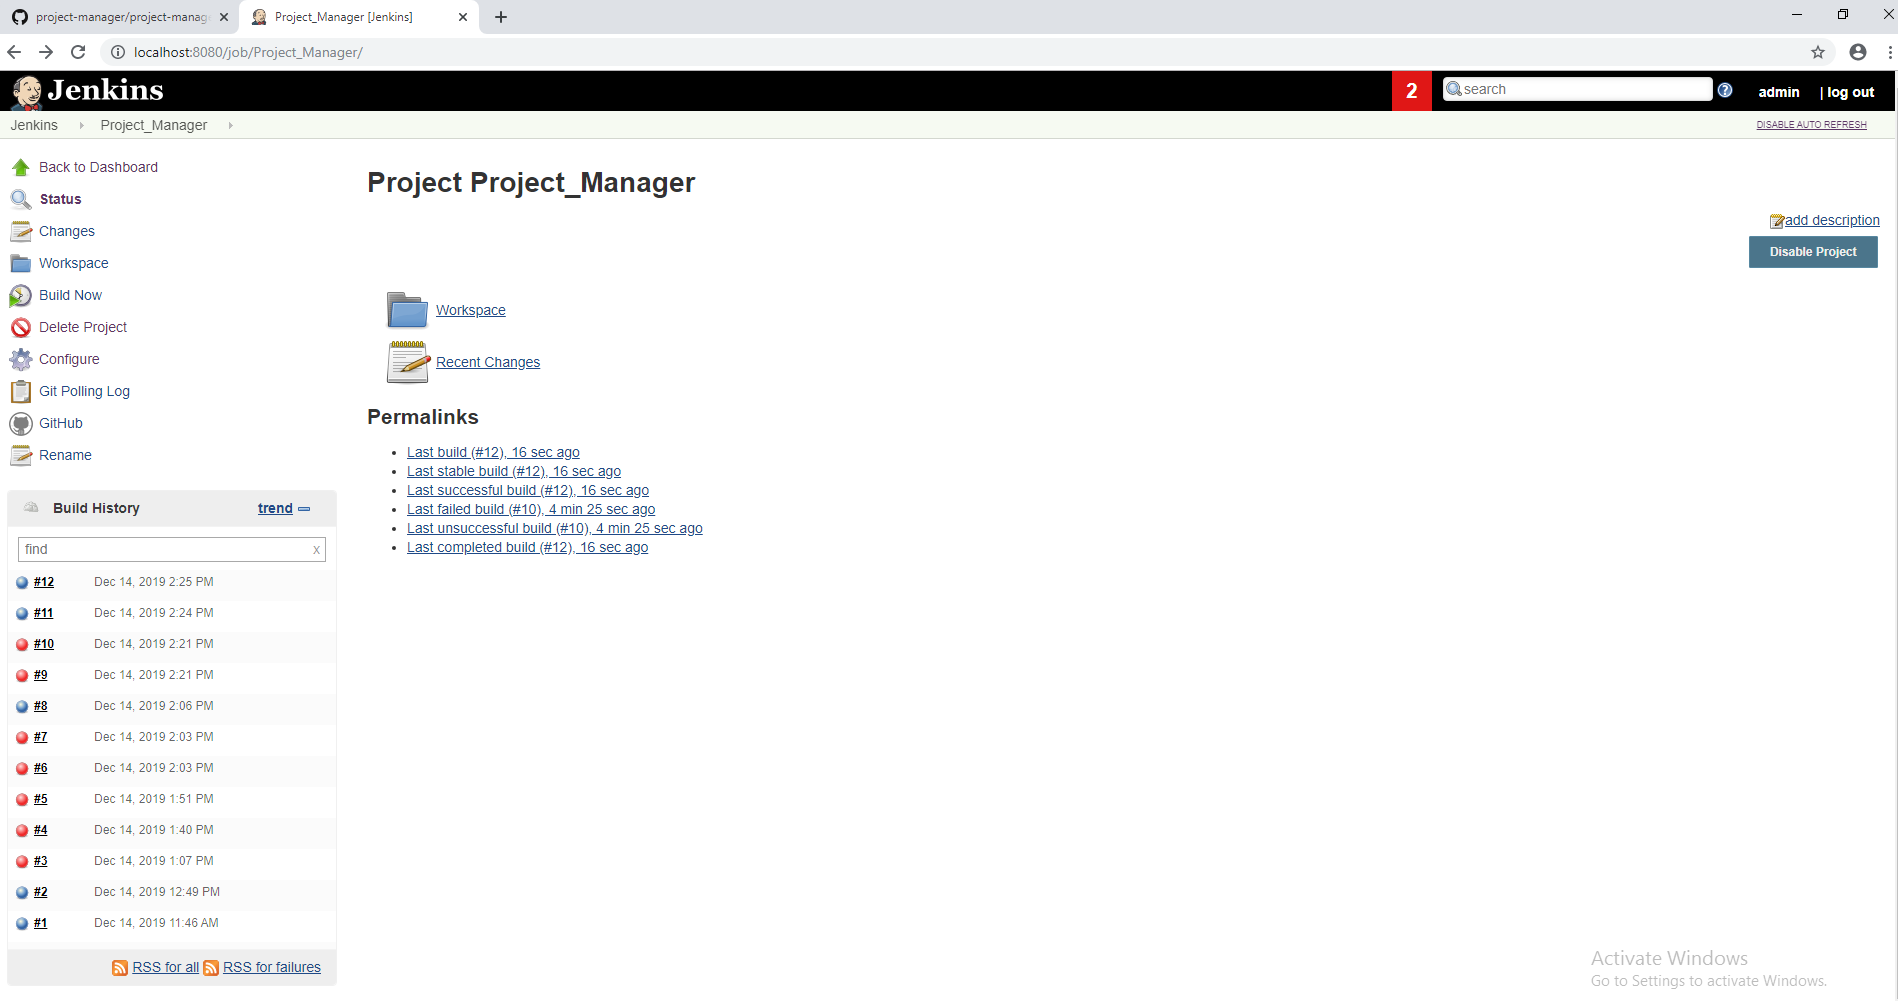 project-manager/project-manag
Project_Manager [Jenkins]
localhost:8080/job/Project_Manager/
Jenkins
2
search
admin
| log out
Jenkins
Project_Manager
DISABLE AUTO REFRESH
Back to Dashboard
Status
Changes
Workspace
Build Now
Delete Project
Configure
Git Polling Log
GitHub
Rename
Build History
trend
find
x
#12 Dec 14, 2019 2:25 PM
#11 Dec 14, 2019 2:24 PM
#10 Dec 14, 2019 2:21 PM
#9 Dec 14, 2019 2:21 PM
#8 Dec 14, 2019 2:06 PM
#7 Dec 14, 2019 2:03 PM
#6 Dec 14, 2019 2:03 PM
#5 Dec 14, 2019 1:51 PM
#4 Dec 14, 2019 1:40 PM
#3 Dec 14, 2019 1:07 PM
#2 Dec 14, 2019 12:49 PM
#1 Dec 14, 2019 11:46 AM
RSS for all
RSS for failures
Project Project_Manager
add description
Disable Project
Workspace
Recent Changes
Permalinks
Last build (#12), 16 sec ago
Last stable build (#12), 16 sec ago
Last successful build (#12), 16 sec ago
Last failed build (#10), 4 min 25 sec ago
Last unsuccessful build (#10), 4 min 25 sec ago
Last completed build (#12), 16 sec ago
Activate Windows
Go to Settings to activate Windows.